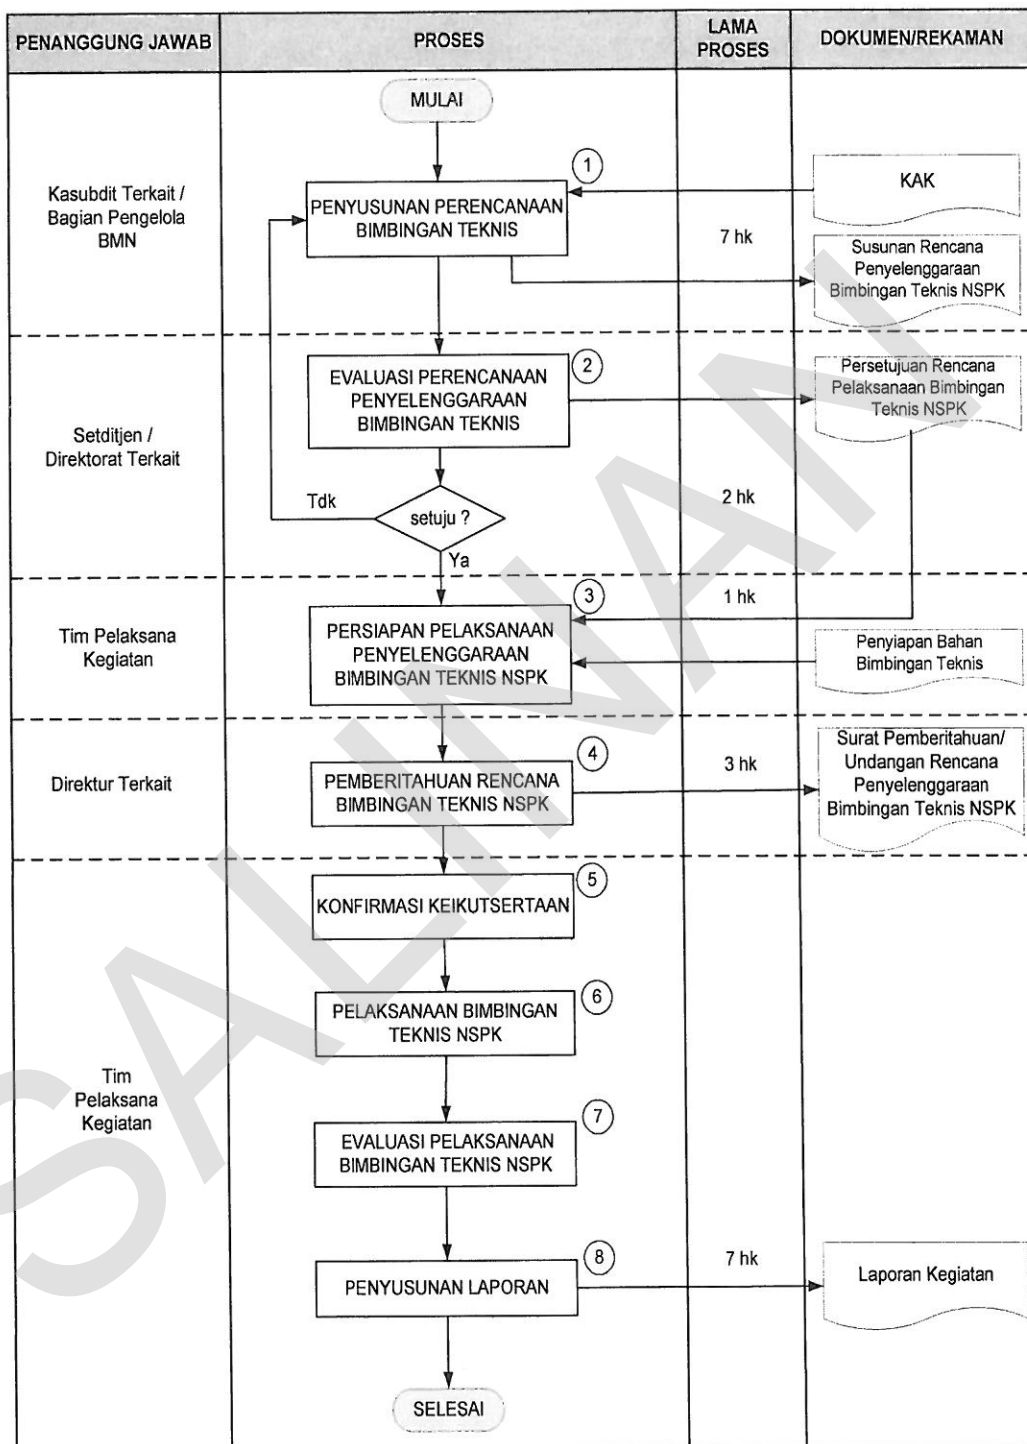 PENANGGUNG JAWAB
PROSES
LAMA
PROSES
DOKUMEN/REKAMAN
MULAI
1
Kasubdit Terkait /
Bagian Pengelola
BMN
PENYUSUNAN PERENCANAAN
BIMBINGAN TEKNIS
7 hk
KAK
Susunan Rencana
Penyelenggaraan
Bimbingan Teknis NSPK
2
Setditjen /
Direktorat Terkait
EVALUASI PERENCANAAN
PENYELENGGARAAN
BIMBINGAN TEKNIS
Persetujuan Rencana
Pelaksanaan Bimbingan
Teknis NSPK
Tdk
setuju ?
2 hk
Ya
3
1 hk
Tim Pelaksana
Kegiatan
PERSIAPAN PELAKSANAAN
PENYELENGGARAAN
BIMBINGAN TEKNIS NSPK
Penyiapan Bahan
Bimbingan Teknis
4
Direktur Terkait
PEMBERITAHUAN RENCANA
BIMBINGAN TEKNIS NSPK
3 hk
Surat Pemberitahuan/
Undangan Rencana
Penyelenggaraan
Bimbingan Teknis NSPK
5
KONFIRMASI KEIKUTSERTAAN
6
PELAKSANAAN BIMBINGAN
TEKNIS NSPK
Tim
Pelaksana
Kegiatan
7
EVALUASI PELAKSANAAN
BIMBINGAN TEKNIS NSPK
8
PENYUSUNAN LAPORAN
7 hk
Laporan Kegiatan
SELESAI
SALINAN